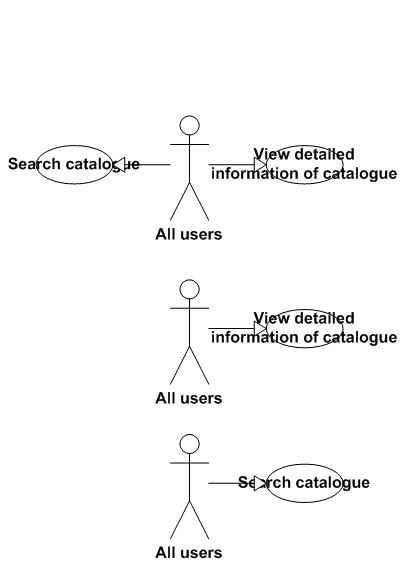 Search catalogue
View detailed
information of catalogue
All users
View detailed
information of catalogue
All users
Search catalogue
All users